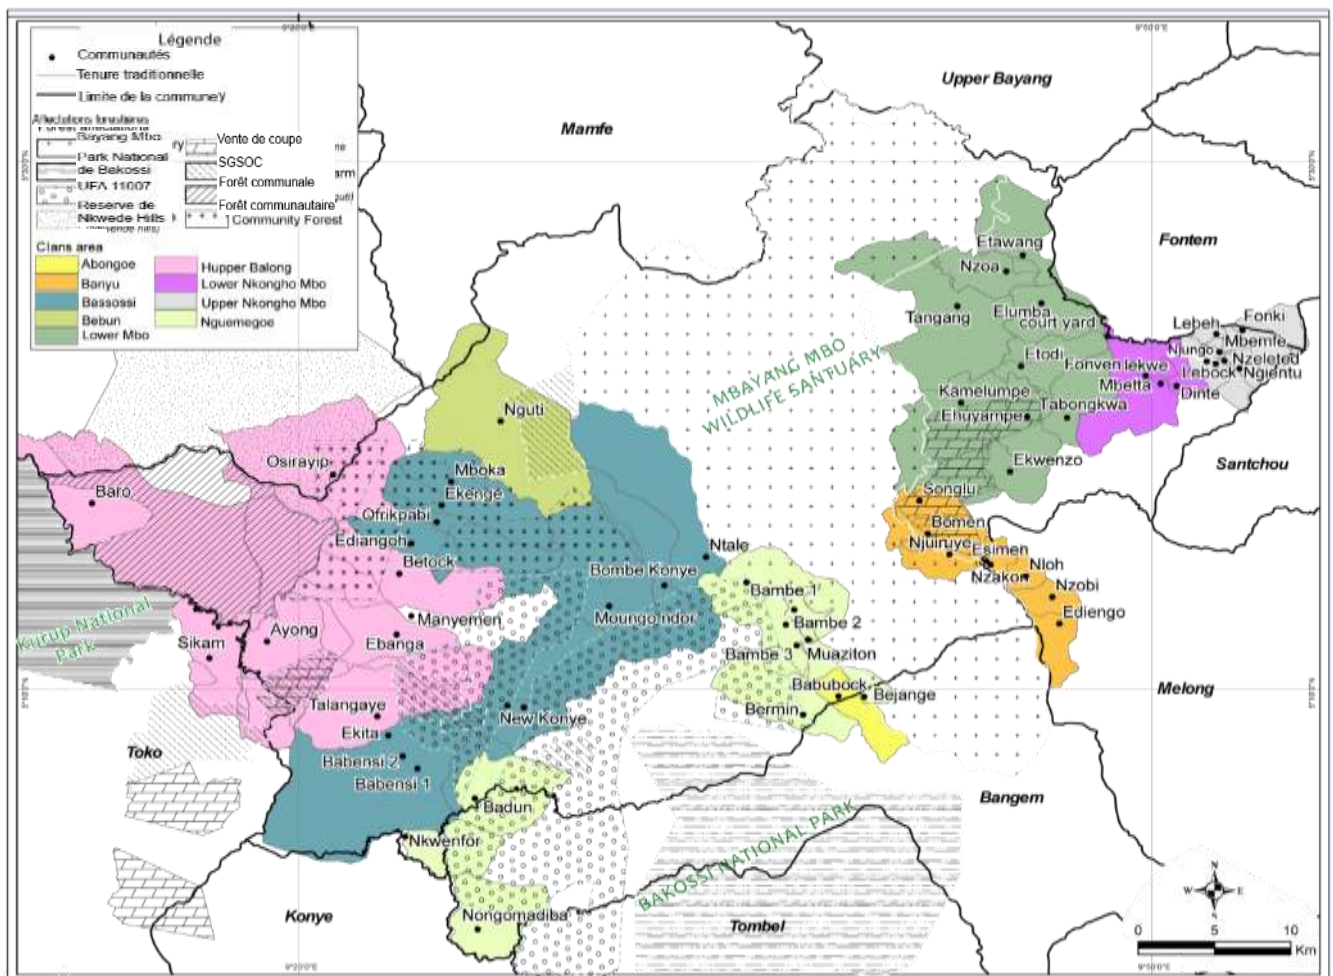 Légende
Communautés
Tenure traditionnelle
Limite de la communey
Affectations forestières
Bayang Mbo
Park National
de Bakossi
UFA 11007
Reserve de
Nkwede Hills
Vente de coupe
SGSOC
Forêt communale
Forêt communautaire
Community Forest
Clans area
Abongoe
Banyu
Bassossi
Bebun
Lower Mbo
Hupper Balong
Lower Nkongho Mbo
Upper Nkongho Mbo
Nguemegoe
Upper Bayang
Mamfe
Fontem
Santchou
Melong
Bangem
Tombel
Konye
Toko
MBAYANG MBO
WILDLIFE SANTUARY
BAKOSSI NATIONAL PARK
National
Park
Etawang
Nzoa
Tangang
Elumba
court yard
Etodi
Fonven
lekwe
Mbetta
Dinte
Lebeh
Fonki
Mbemfe
Njungo
Nzeleted
Lebock
Ngientu
Kamelumpe
Ehuyampe
Tabongkwa
Ekwenzo
Songlu
Bomen
Njuiruye
Esimen
Nloh
Nzakon
Nzobi
Ediengo
Nguti
Mboka
Ekenge
Osirayip
Ofrikpabi
Ediangoh
Betock
Baro
Ntale
Bombe Konye
Moungo ndor
Manyemen
Ebanga
Ayong
Sikam
Talangaye
Ekita
New Konye
Babensi 2
Babensi 1
Bambe 1
Bambe 2
Bambe 3
Muaziton
Babubock
Bejange
Bermin
Badun
Nkwenfor
Nongomadiba
N
W
E
S
0
5
10
Km